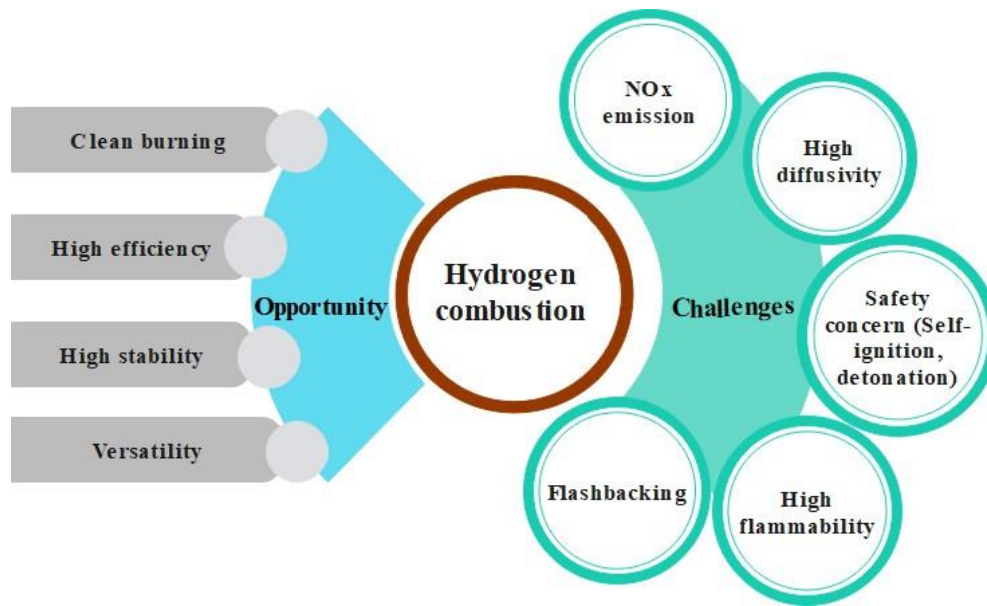 Clean burning
High efficiency
High stability
Versatility
Opportunity
Hydrogen
combustion
Challenges
NOx
emission
High
diffusivity
Safety
concern (Self-
ignition,
detonation)
High
flammability
Flashbacking